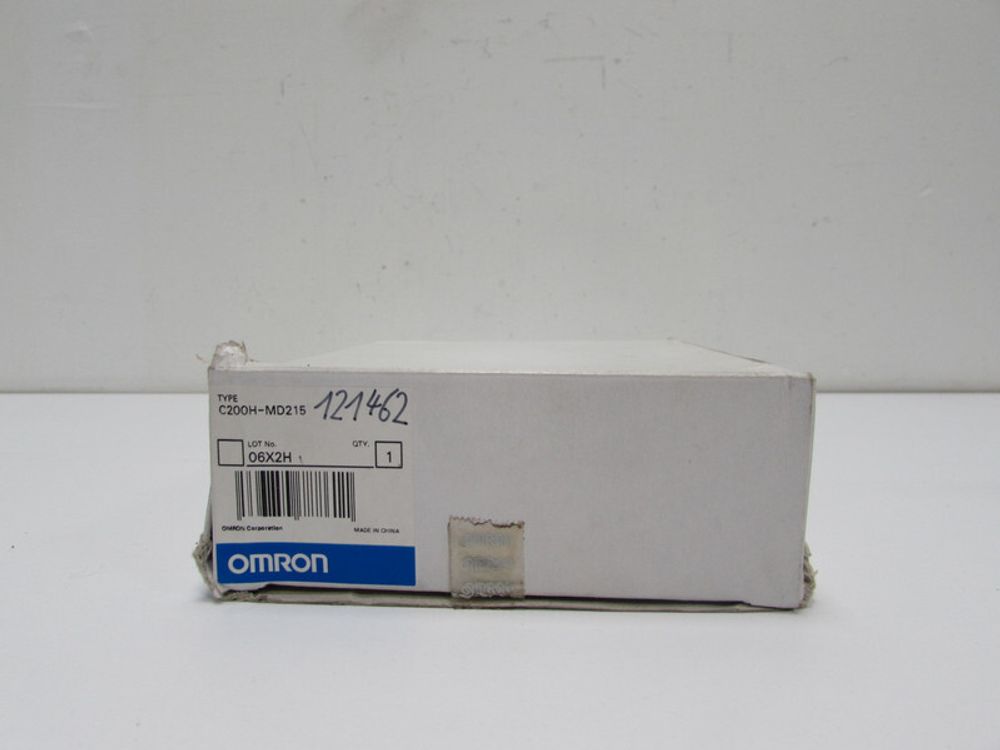 TYPE
C200H-MD215 121462
LOT No. QTY.
06X2H 1 1
OMRON Corporation MADE IN CHINA
OMRON